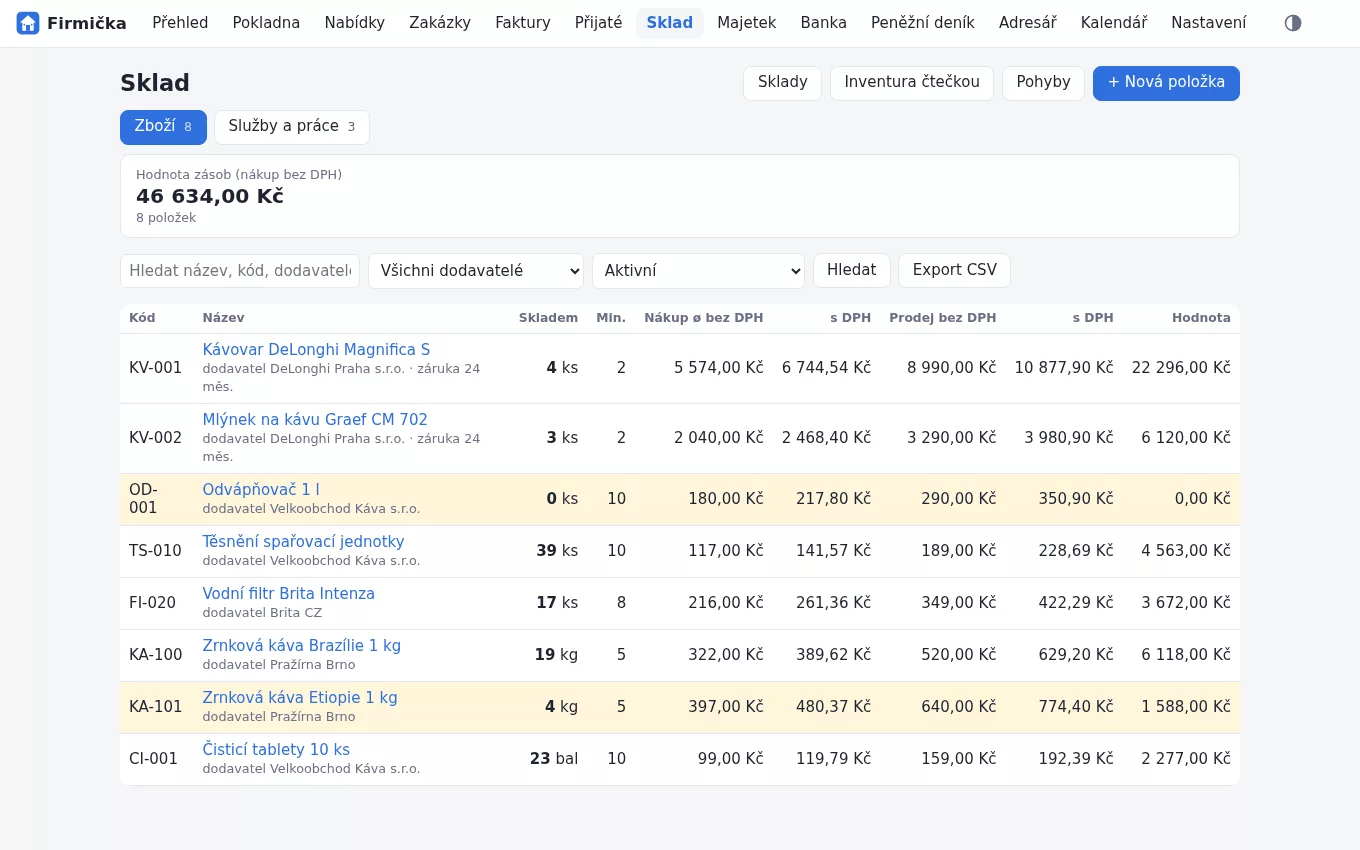 Firmička Přehled Pokladna Nabídky Zakázky Faktury Přijaté Sklad Majetek Banka Peněžní deník Adresář Kalendář Nastavení
Sklad Sklady Inventura čtečkou Pohyby + Nová položka
Zboží 8 Služby a práce 3
Hodnota zásob (nákup bez DPH)
46 634,00 Kč
8 položek
Hledat název, kód, dodavatel Všichni dodavatelé Aktivní Hledat Export CSV
Kód Název Skladem Min. Nákup ø bez DPH s DPH Prodej bez DPH s DPH Hodnota
KV-001 Kávovar DeLonghi Magnifica S 4 ks 2 5 574,00 Kč 6 744,54 Kč 8 990,00 Kč 10 877,90 Kč 22 296,00 Kč
dodavatel DeLonghi Praha s.r.o. · záruka 24
měs.
KV-002 Mlýnek na kávu Graef CM 702 3 ks 2 2 040,00 Kč 2 468,40 Kč 3 290,00 Kč 3 980,90 Kč 6 120,00 Kč
dodavatel DeLonghi Praha s.r.o. · záruka 24
měs.
OD-001 Odvápňovač 1 l 0 ks 10 180,00 Kč 217,80 Kč 290,00 Kč 350,90 Kč 0,00 Kč
dodavatel Velkoobchod Káva s.r.o.
TS-010 Těsnění spařovací jednotky 39 ks 10 117,00 Kč 141,57 Kč 189,00 Kč 228,69 Kč 4 563,00 Kč
dodavatel Velkoobchod Káva s.r.o.
FI-020 Vodní filtr Brita Intenza 17 ks 8 216,00 Kč 261,36 Kč 349,00 Kč 422,29 Kč 3 672,00 Kč
dodavatel Brita CZ
KA-100 Zrnková káva Brazílie 1 kg 19 kg 5 322,00 Kč 389,62 Kč 520,00 Kč 629,20 Kč 6 118,00 Kč
dodavatel Pražírna Brno
KA-101 Zrnková káva Etiopie 1 kg 4 kg 5 397,00 Kč 480,37 Kč 640,00 Kč 774,40 Kč 1 588,00 Kč
dodavatel Pražírna Brno
CI-001 Čisticí tablety 10 ks 23 bal 10 99,00 Kč 119,79 Kč 159,00 Kč 192,39 Kč 2 277,00 Kč
dodavatel Velkoobchod Káva s.r.o.